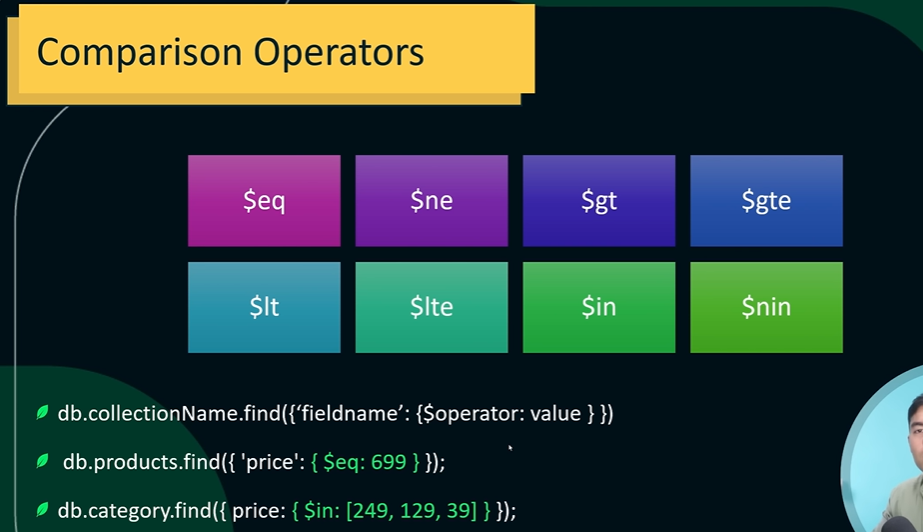 Comparison Operators
$eq $ne $gt $gte
$lt $lte $in $nin
db.collectionName.find({‘fieldname’: {$operator: value } })
db.products.find({ 'price': { $eq: 699 } });
db.category.find({ price: { $in: [249, 129, 39] } });